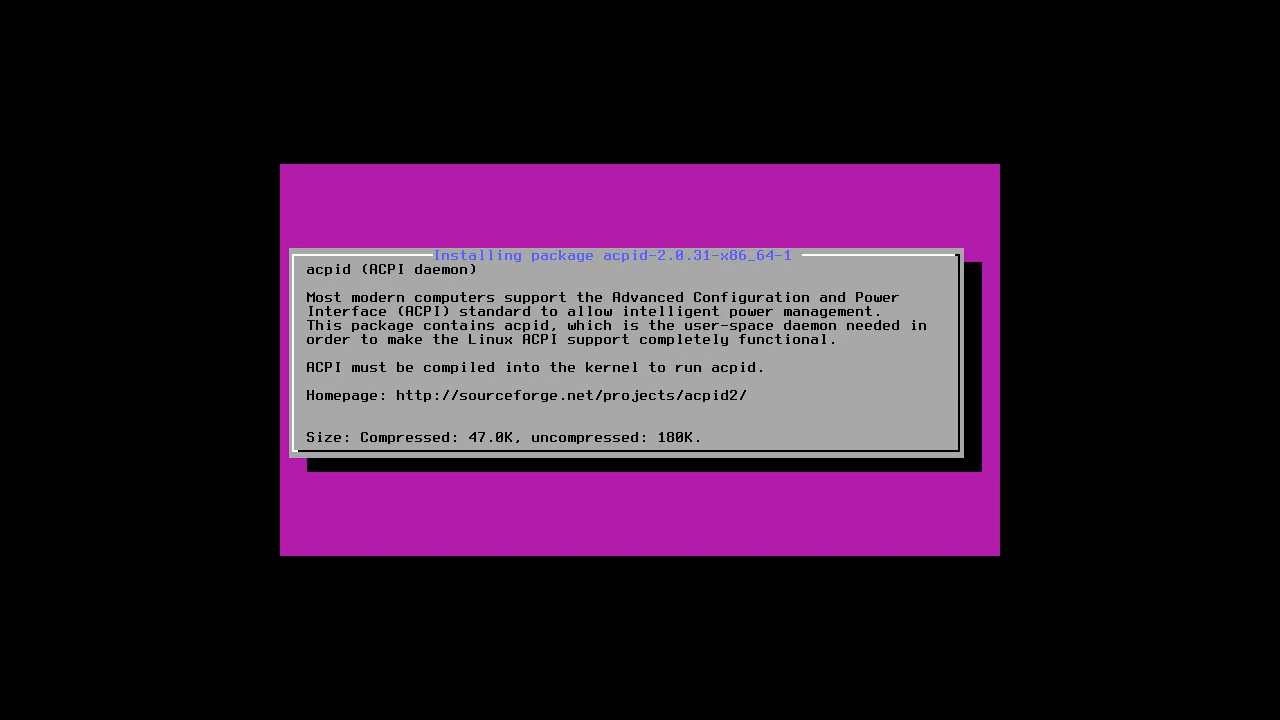 Installing package acpid-2.0.31-x86_64-1
acpid (ACPI daemon)
Most modern computers support the Advanced Configuration and Power
Interface (ACPI) standard to allow intelligent power management.
This package contains acpid, which is the user-space daemon needed in
order to make the Linux ACPI support completely functional.
ACPI must be compiled into the kernel to run acpid.
Homepage: http://sourceforge.net/projects/acpid2/
Size: Compressed: 47.0K, uncompressed: 180K.